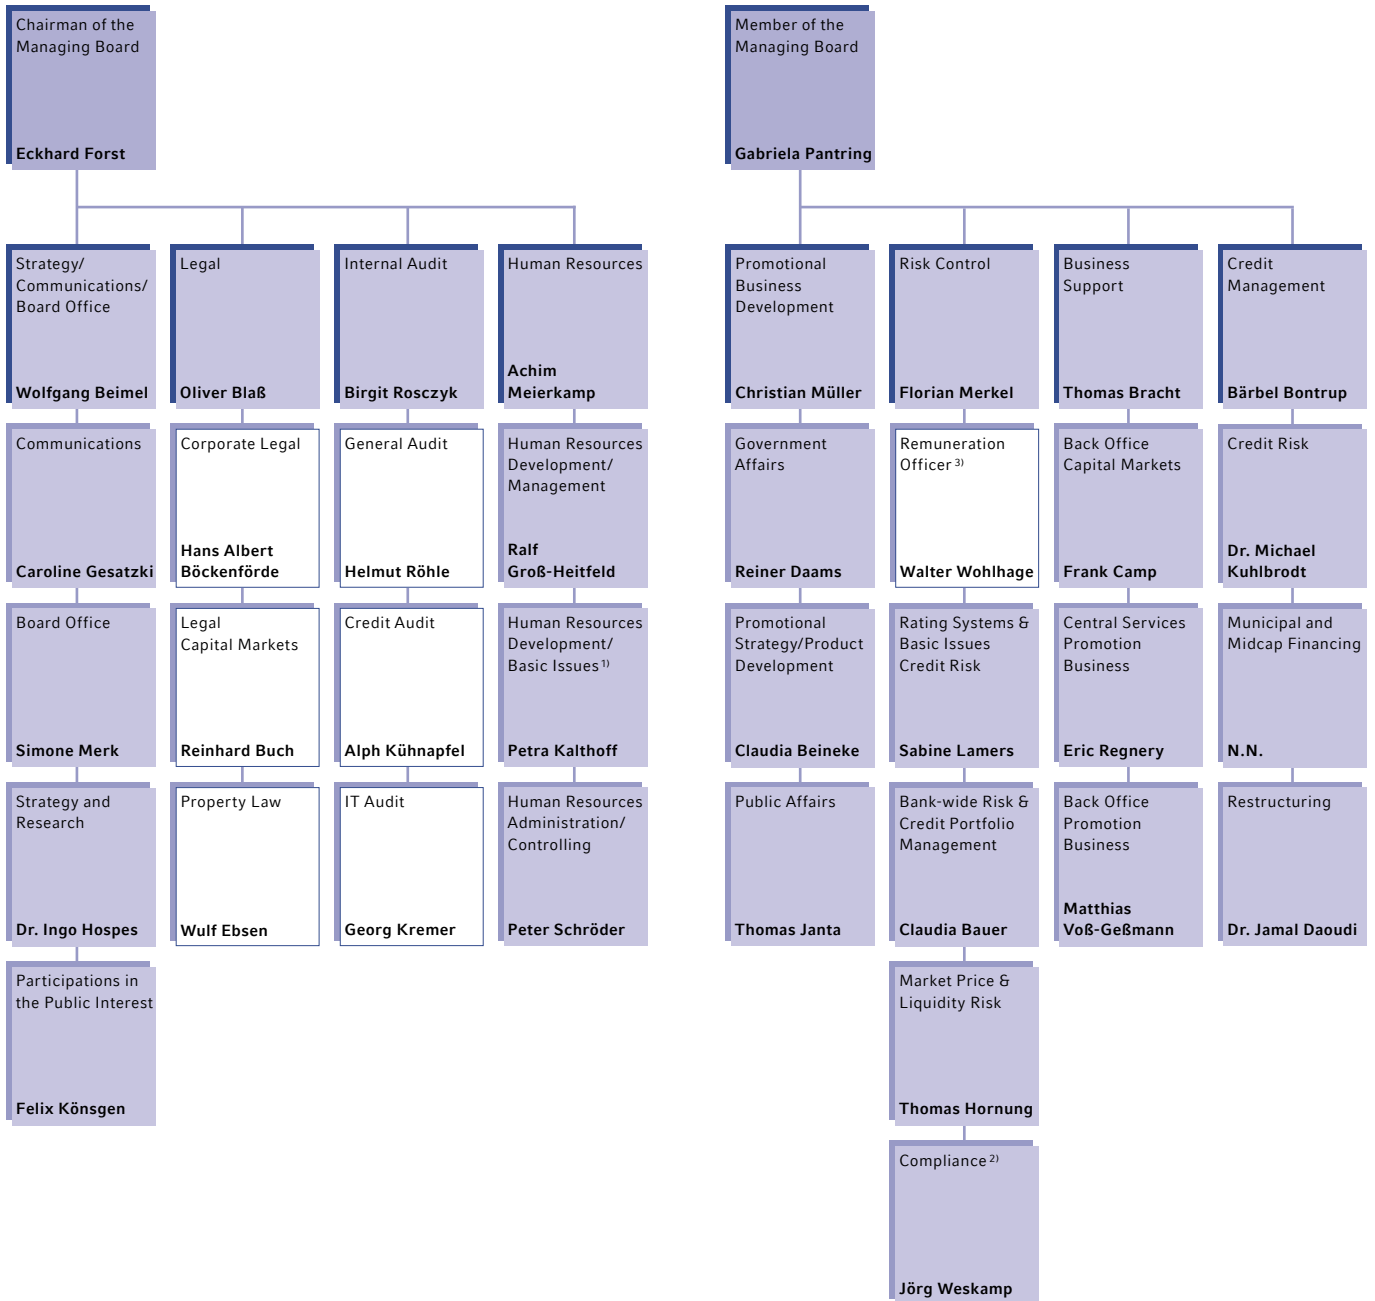 Chairman of the
Managing Board
Eckhard Forst
Member of the
Managing Board
Gabriela Pantring
Strategy/
Communications/
Board Office
Wolfgang Beimel
Legal
Oliver Blaß
Internal Audit
Birgit Rosczyk
Human Resources
Achim
Meierkamp
Promotional
Business
Development
Christian Müller
Risk Control
Florian Merkel
Business
Support
Thomas Bracht
Credit
Management
Bärbel Bontrup
Communications
Caroline Gesatzki
Corporate Legal
Hans Albert
Böckenförde
General Audit
Helmut Röhle
Human Resources
Development/
Management
Ralf
Groß-Heitfeld
Government
Affairs
Reiner Daams
Remuneration
Officer 3)
Walter Wohlhage
Back Office
Capital Markets
Frank Camp
Credit Risk
Dr. Michael
Kuhlbrodt
Board Office
Simone Merk
Legal
Capital Markets
Reinhard Buch
Credit Audit
Alph Kühnapfel
Human Resources
Development/
Basic Issues 1)
Petra Kalthoff
Promotional
Strategy/Product
Development
Claudia Beineke
Rating Systems &
Basic Issues
Credit Risk
Sabine Lamers
Central Services
Promotion
Business
Eric Regnery
Municipal and
Midcap Financing
N.N.
Strategy and
Research
Dr. Ingo Hospes
Property Law
Wulf Ebsen
IT Audit
Georg Kremer
Human Resources
Administration/
Controlling
Peter Schröder
Public Affairs
Thomas Janta
Bank-wide Risk &
Credit Portfolio
Management
Claudia Bauer
Back Office
Promotion
Business
Matthias
Voß-Geßmann
Restructuring
Dr. Jamal Daoudi
Participations in
the Public Interest
Felix Könsgen
Market Price &
Liquidity Risk
Thomas Hornung
Compliance 2)
Jörg Weskamp